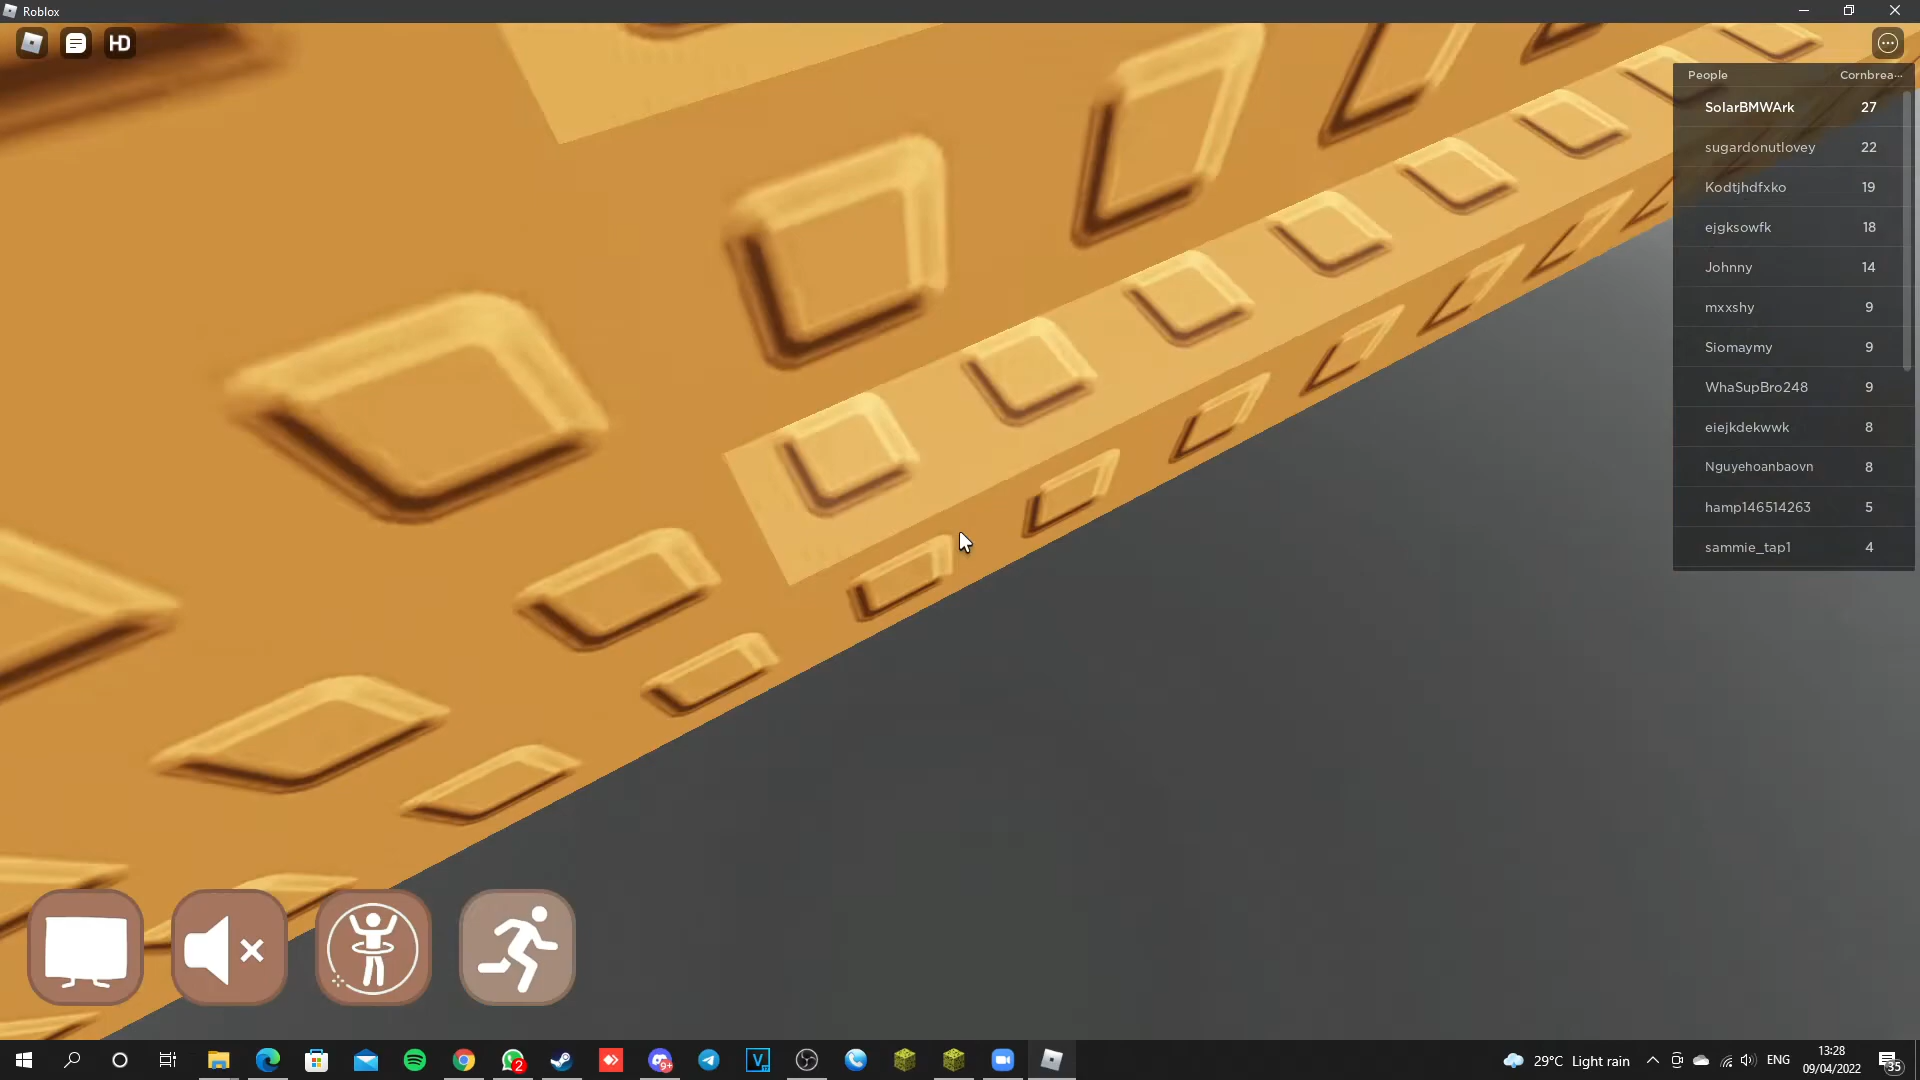 Roblox
HD
People Cornbrea...
SolarBMWArk 27
sugardonutlovey 22
Kodtjhdfxko 19
ejgksowfk 18
Johnny 14
mxxshy 9
Siomaymy 9
WhaSupBro248 9
eiejkdekwwk 8
Nguyehoanbaovn 8
hamp146514263 5
sammie_tap1 4
2
9+
V
29°C Light rain
ENG
13:28
09/04/2022
35